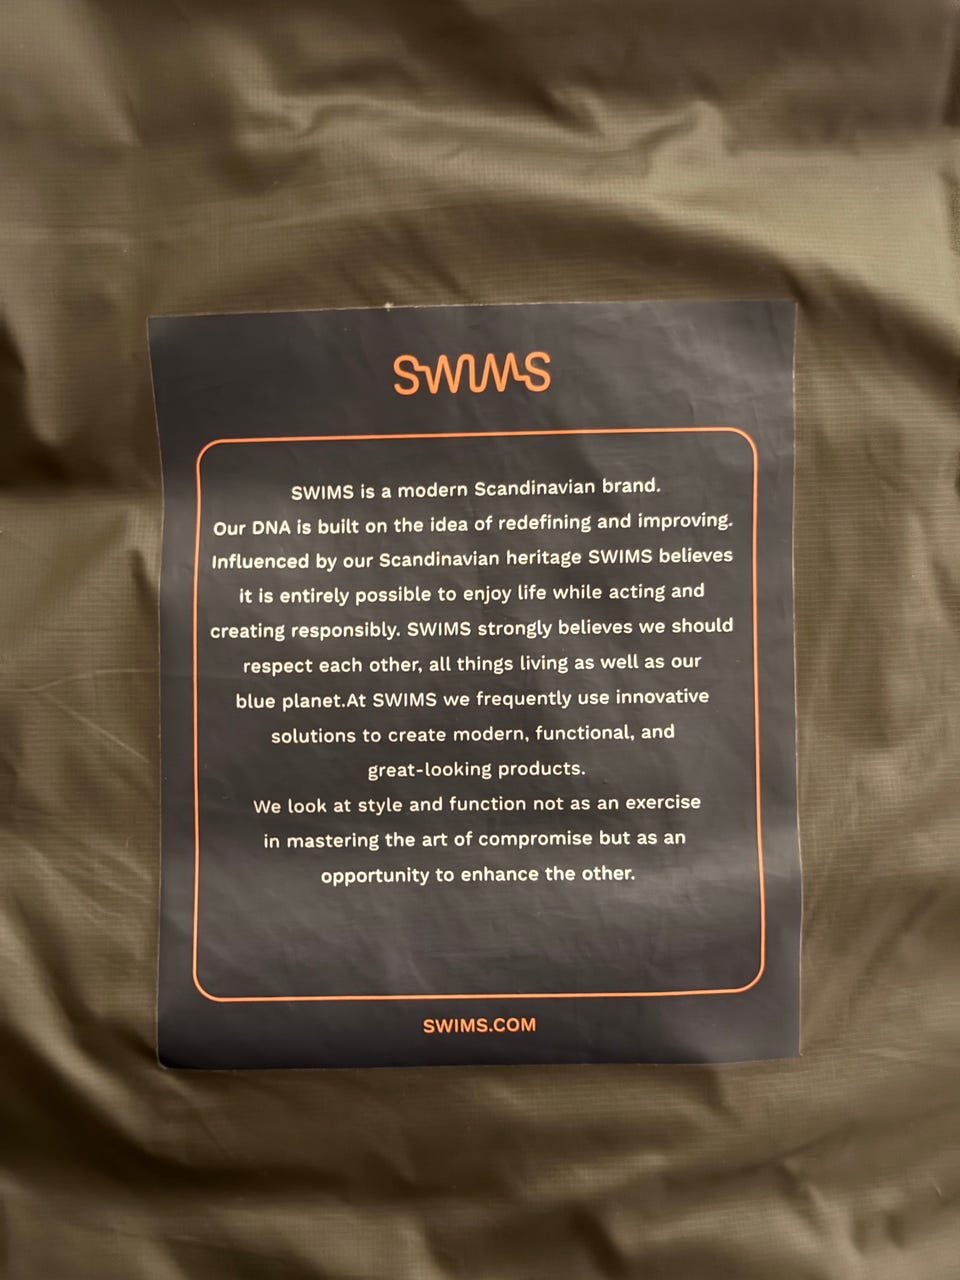 SWIMS
SWIMS is a modern Scandinavian brand.
Our DNA is built on the idea of redefining and improving.
Influenced by our Scandinavian heritage SWIMS believes
it is entirely possible to enjoy life while acting and
creating responsibly. SWIMS strongly believes we should
respect each other, all things living as well as our
blue planet.At SWIMS we frequently use innovative
solutions to create modern, functional, and
great-looking products.
We look at style and function not as an exercise
in mastering the art of compromise but as an
opportunity to enhance the other.
SWIMS.COM